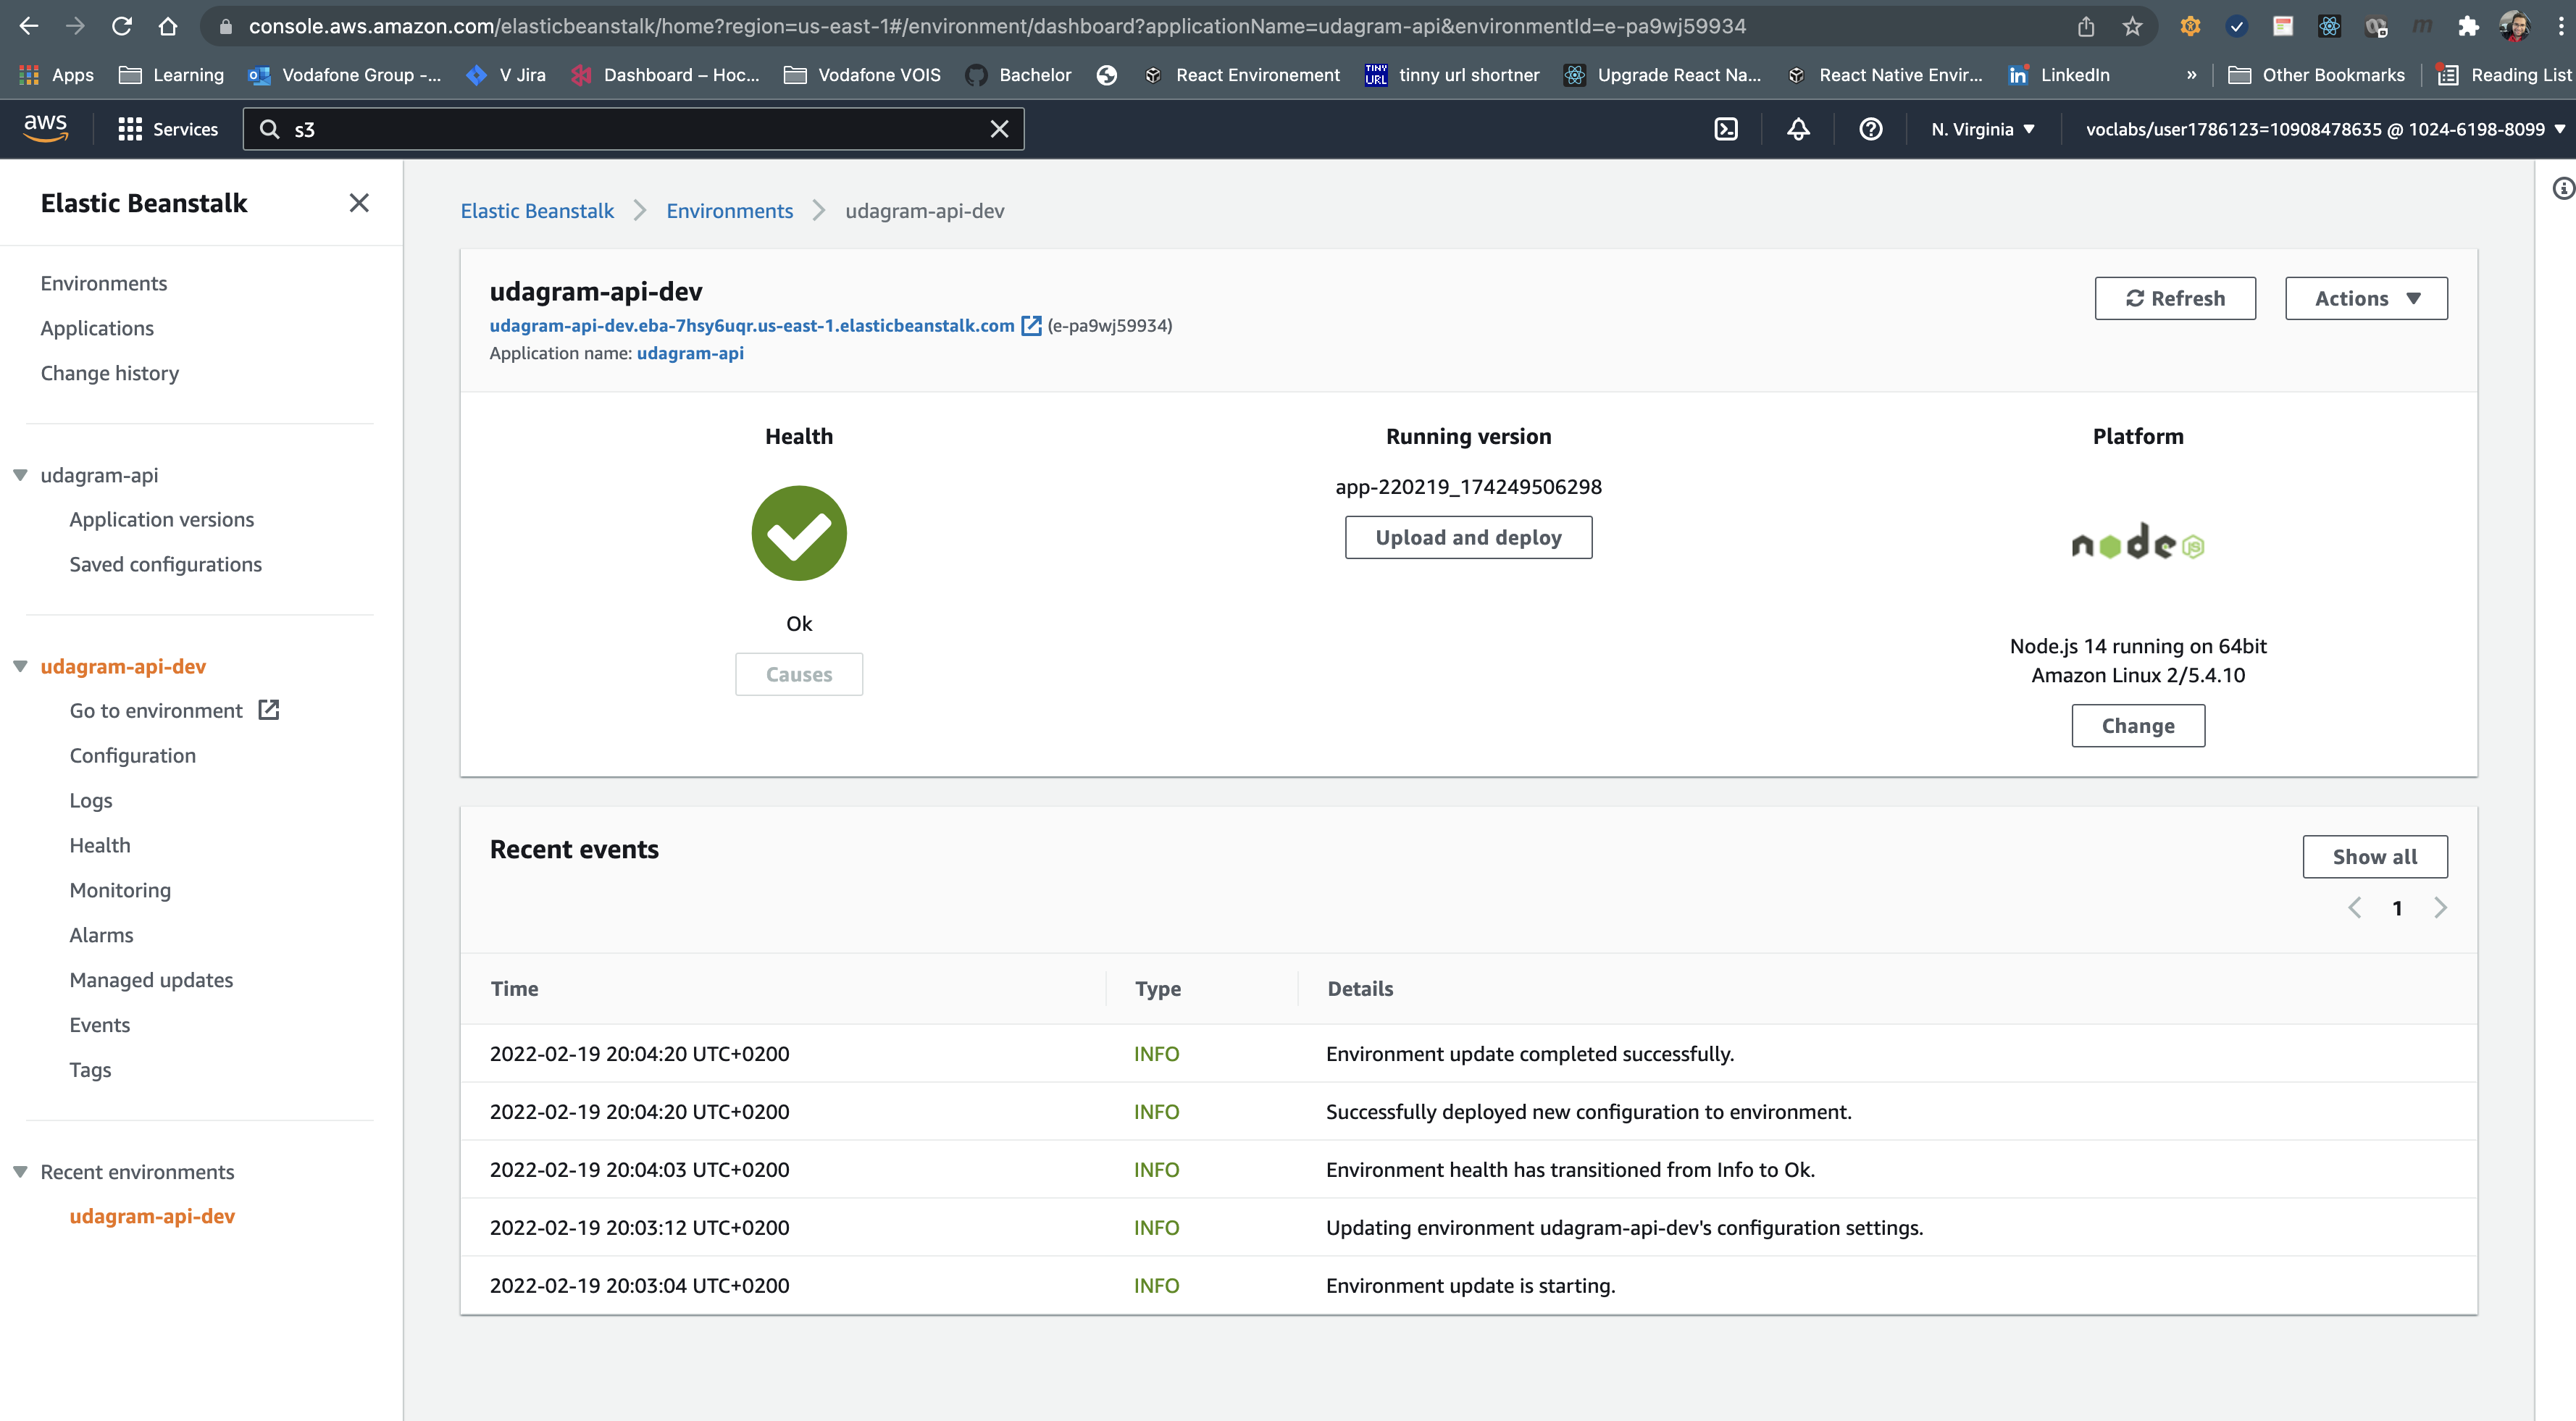 console.aws.amazon.com/elasticbeanstalk/home?region=us-east-1#/environment/dashboard?applicationName=udagram-api&environmentId=e-pa9wj59934
Apps Learning Vodafone Group -... V Jira Dashboard – Hoc... Vodafone VOIS Bachelor React Environement TINY URL tinny url shortner Upgrade React Na... React Native Envir... LinkedIn » Other Bookmarks Reading List
aws Services s3 N. Virginia voclabs/user1786123=10908478635 @ 1024-6198-8099
Elastic Beanstalk
Environments
Applications
Change history
udagram-api
Application versions
Saved configurations
udagram-api-dev
Go to environment
Configuration
Logs
Health
Monitoring
Alarms
Managed updates
Events
Tags
Recent environments
udagram-api-dev
Elastic Beanstalk Environments udagram-api-dev
udagram-api-dev
Refresh Actions
udagram-api-dev.eba-7hsy6uqr.us-east-1.elasticbeanstalk.com (e-pa9wj59934)
Application name: udagram-api
Health
Ok
Causes
Running version
app-220219_174249506298
Upload and deploy
Platform
node JS
Node.js 14 running on 64bit
Amazon Linux 2/5.4.10
Change
Recent events
Show all
1
Time Type Details
2022-02-19 20:04:20 UTC+0200 INFO Environment update completed successfully.
2022-02-19 20:04:20 UTC+0200 INFO Successfully deployed new configuration to environment.
2022-02-19 20:04:03 UTC+0200 INFO Environment health has transitioned from Info to Ok.
2022-02-19 20:03:12 UTC+0200 INFO Updating environment udagram-api-dev's configuration settings.
2022-02-19 20:03:04 UTC+0200 INFO Environment update is starting.